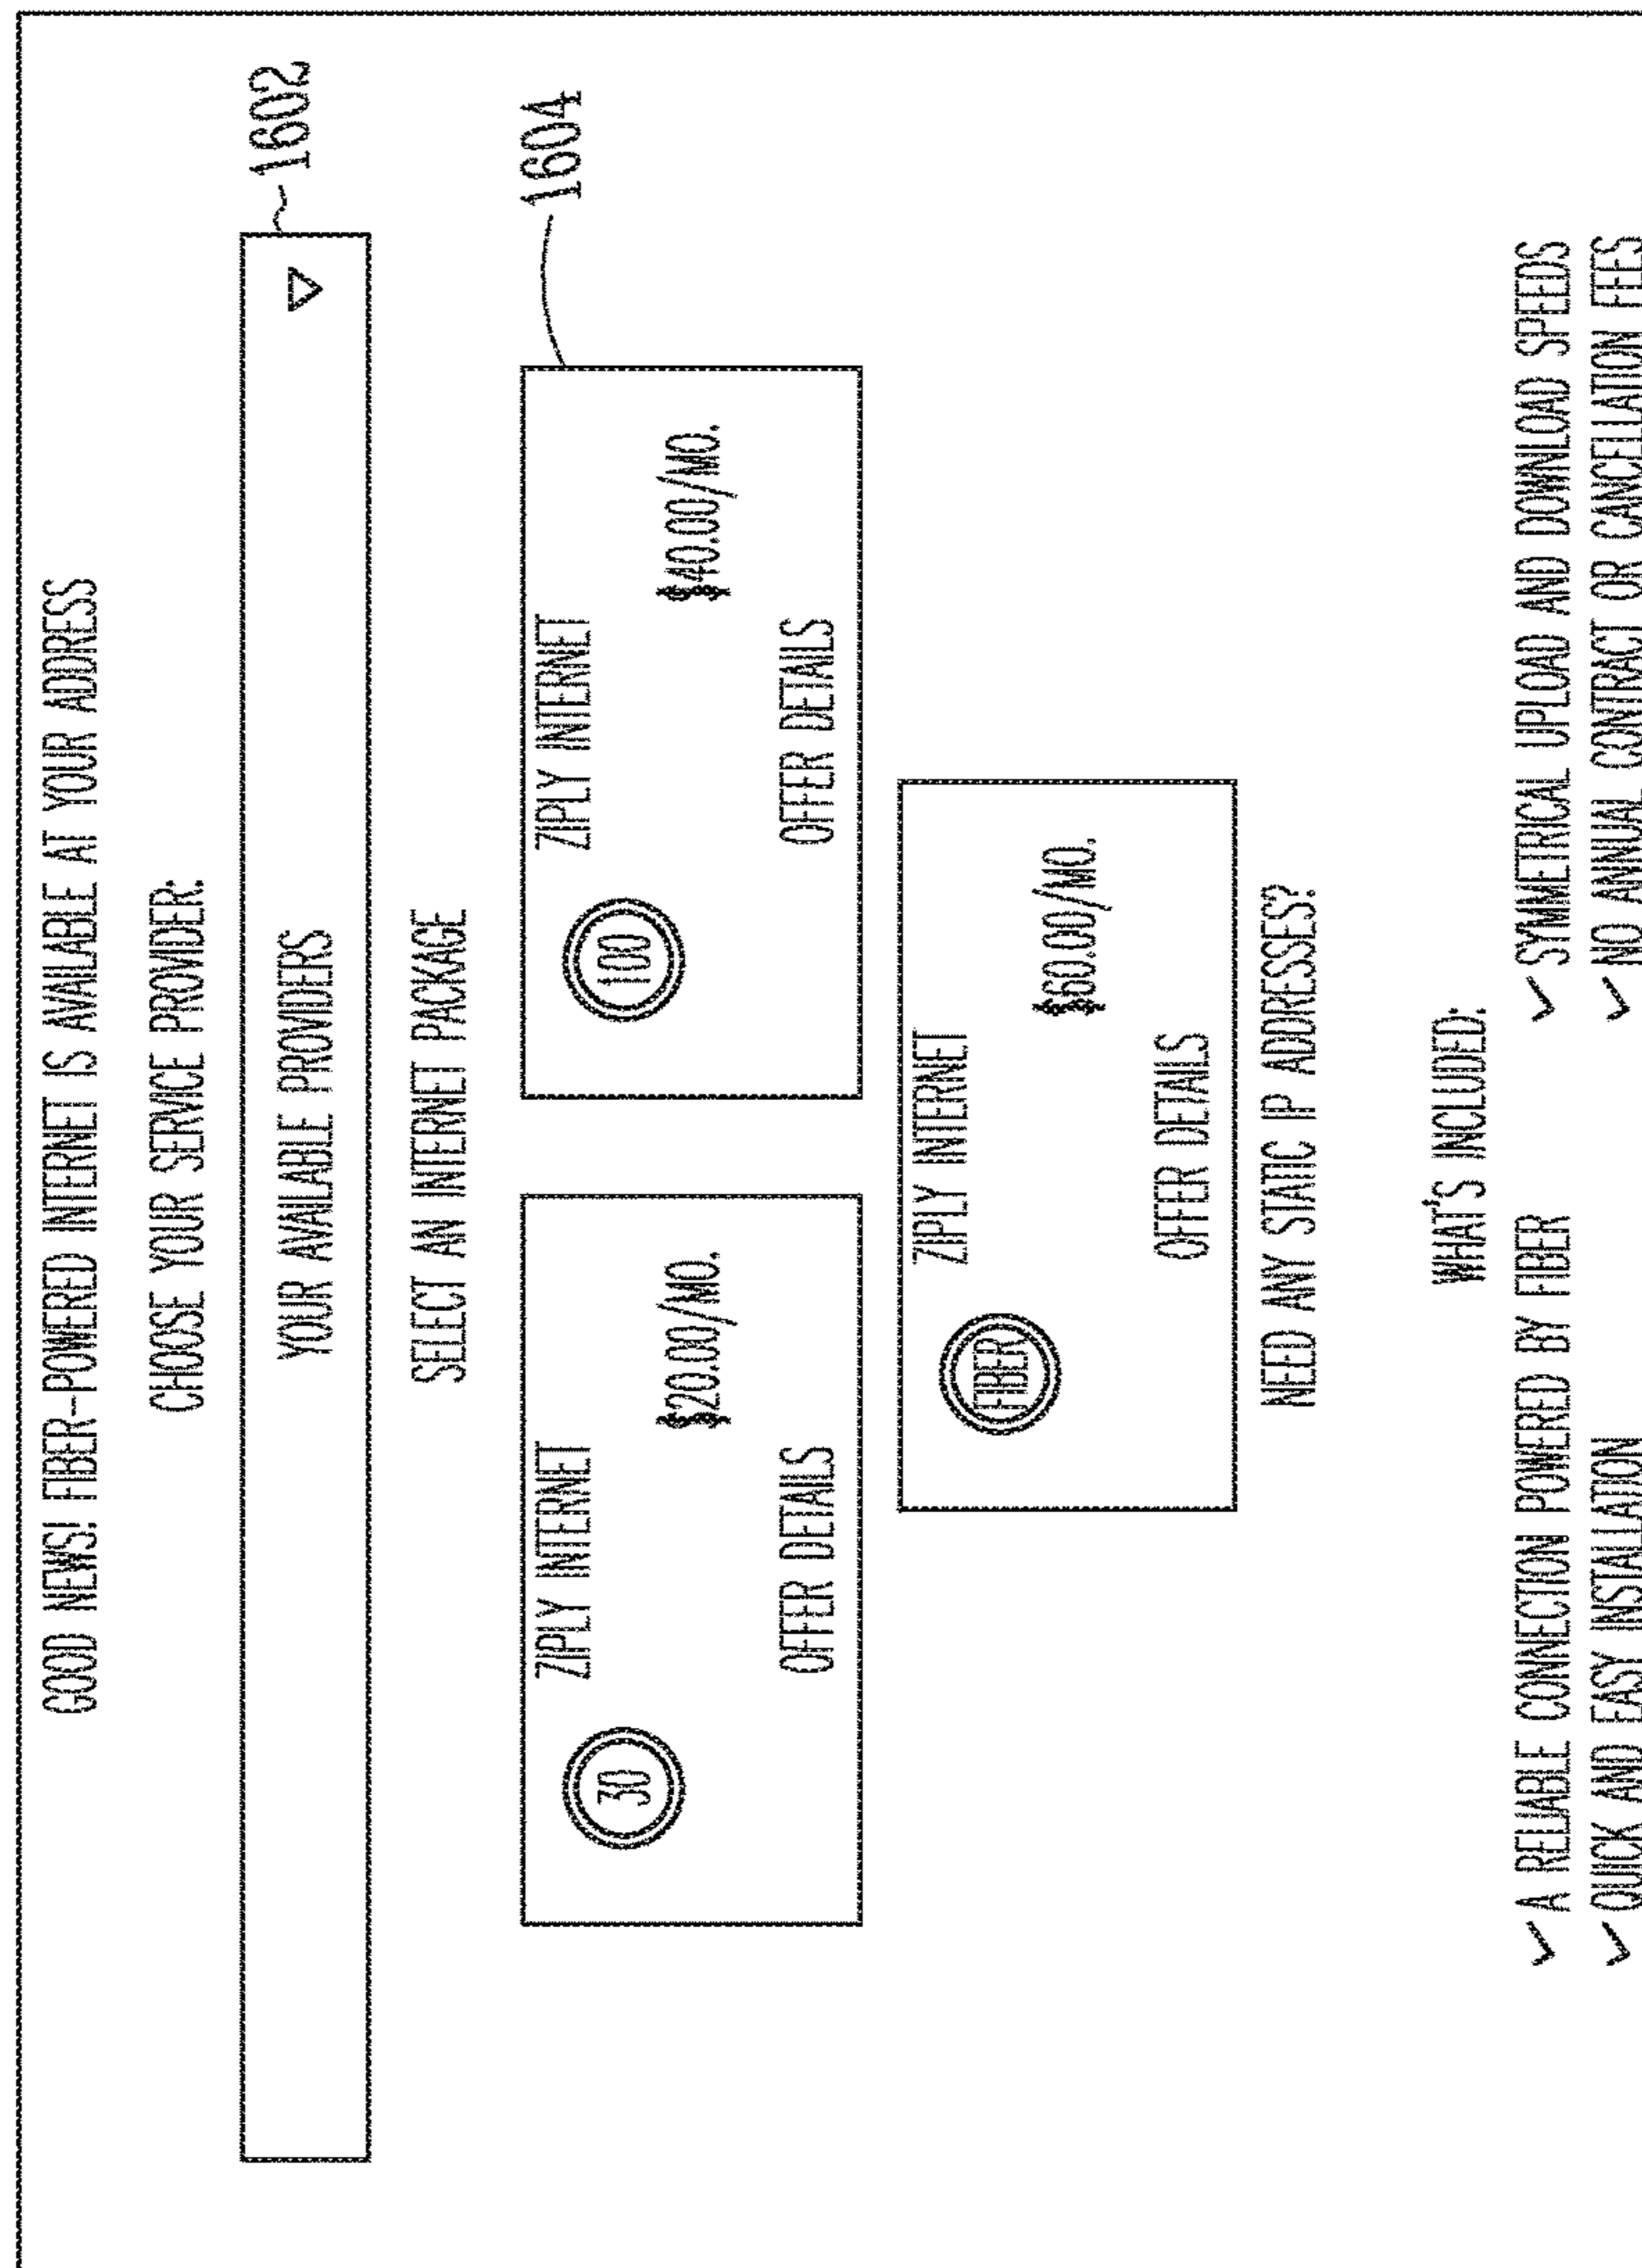 GOOD NEWS! FIBER-POWERED INTERNET IS AVAILABLE AT YOUR ADDRESS
CHOOSE YOUR SERVICE PROVIDER:
1602
YOUR AVAILABLE PROVIDERS
SELECT AN INTERNET PACKAGE
1604
30
ZIPLY INTERNET
$20.00/MO.
OFFER DETAILS
100
ZIPLY INTERNET
$40.00/MO.
OFFER DETAILS
FIBER
ZIPLY INTERNET
$60.00/MO.
OFFER DETAILS
NEED ANY STATIC IP ADDRESSES?
WHAT'S INCLUDED:
✓ A RELIABLE CONNECTION POWERED BY FIBER
✓ SYMMETRICAL UPLOAD AND DOWNLOAD SPEEDS
✓ QUICK AND EASY INSTALLATION
✓ NO ANNUAL CONTRACT OR CANCELLATION FEES